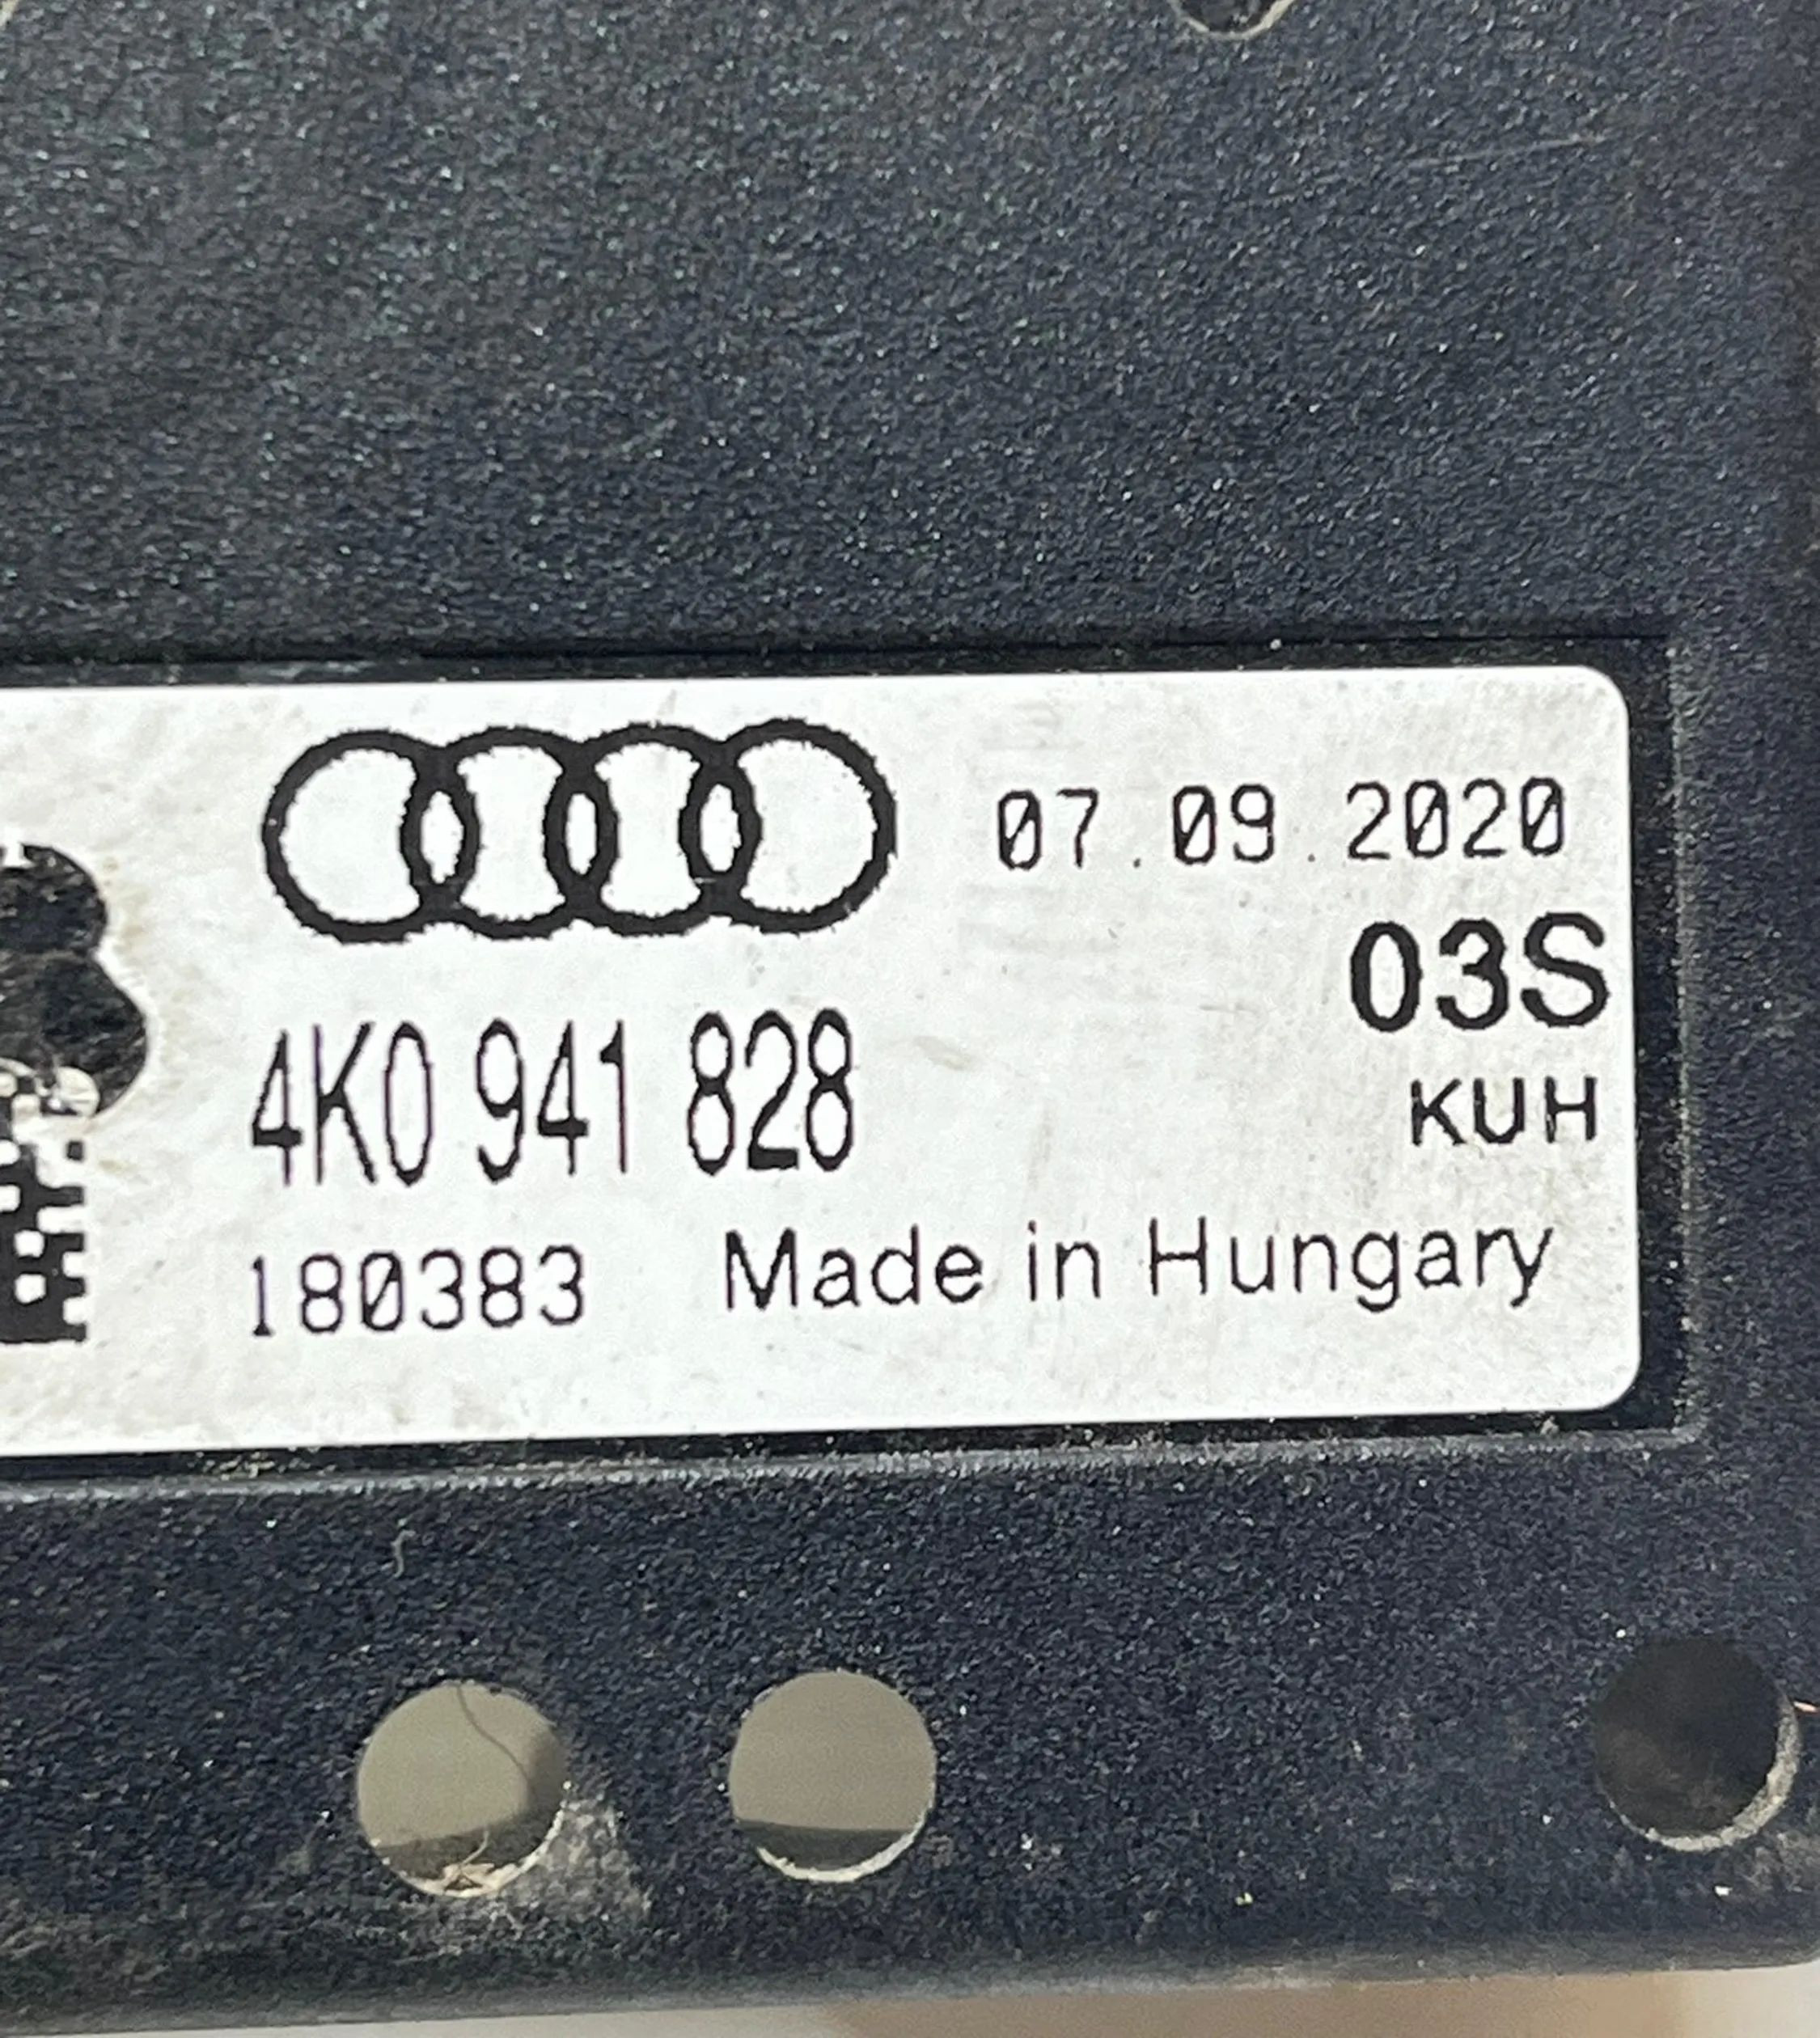 07.09.2020
03S
4K0 941 828
KUH
180383 Made in Hungary